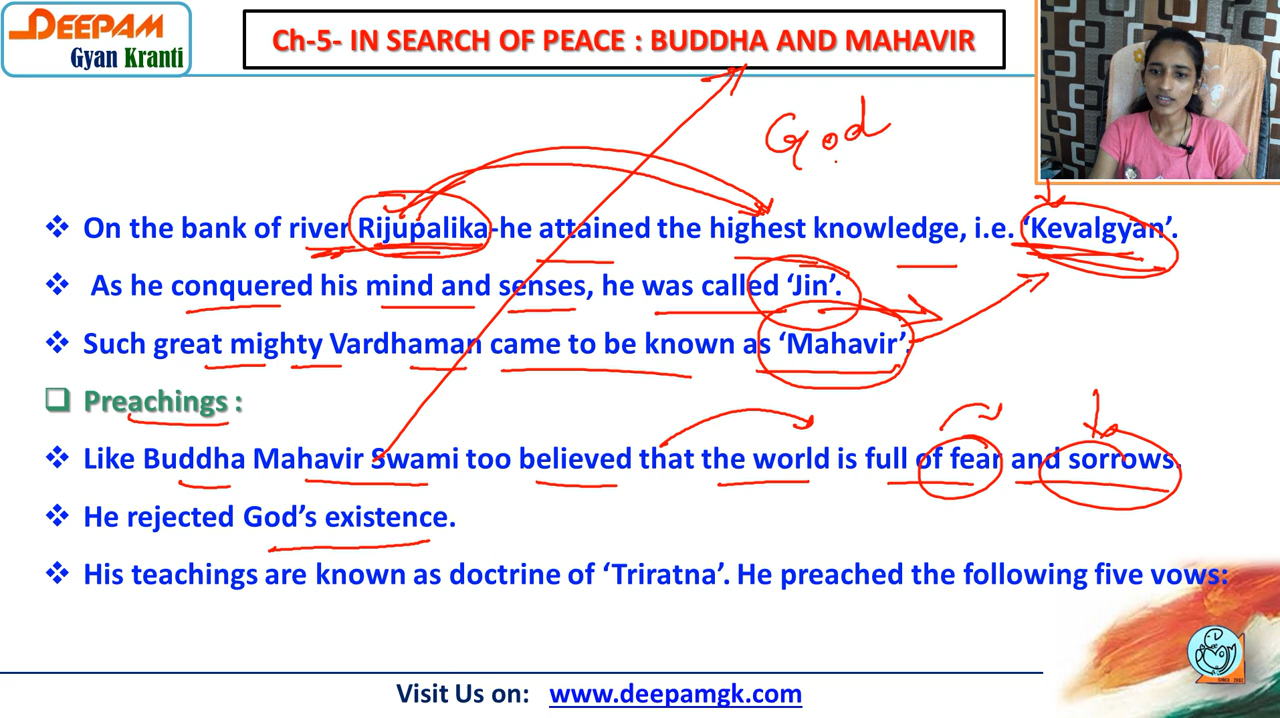 DEEPAM
Gyan Kranti
Ch-5- IN SEARCH OF PEACE : BUDDHA AND MAHAVIR
God
On the bank of river Rijupalika-he attained the highest knowledge, i.e. ‘Kevalgyan’.
As he conquered his mind and senses, he was called ‘Jin’.
Such great mighty Vardhaman came to be known as ‘Mahavir’.
Preachings :
Like Buddha Mahavir Swami too believed that the world is full of fear and sorrows.
He rejected God’s existence.
His teachings are known as doctrine of ‘Triratna’. He preached the following five vows:
Visit Us on: www.deepamgk.com